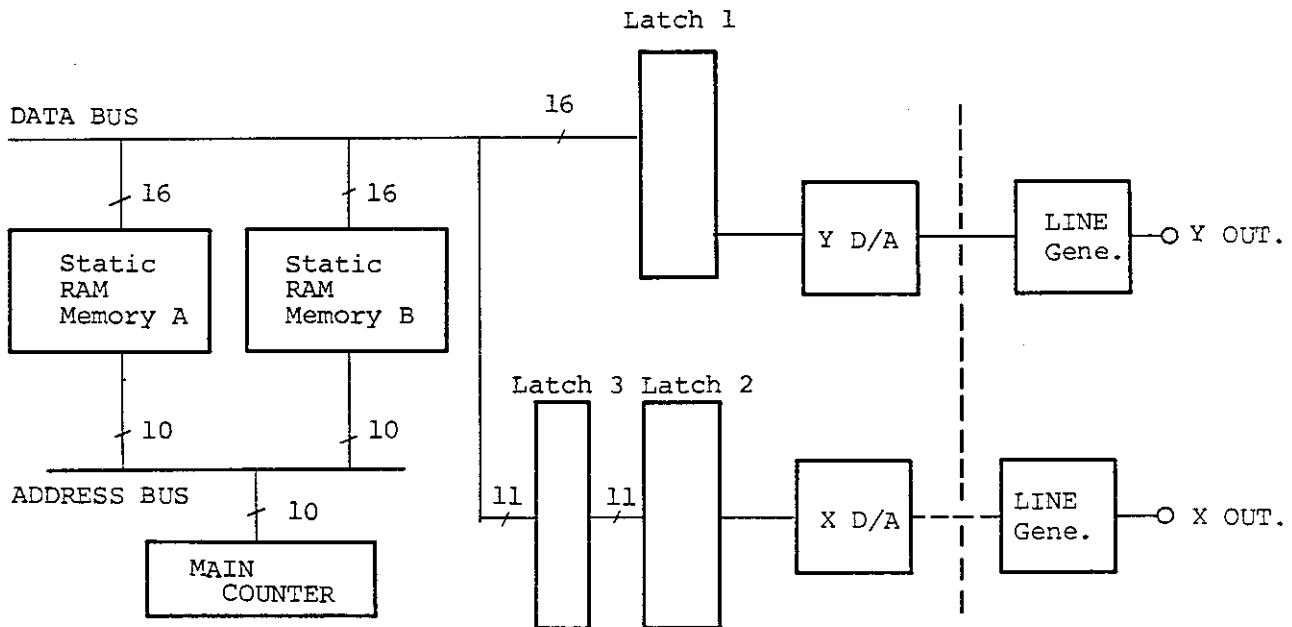 Latch 1
DATA BUS
16
16
16
Static
RAM
Memory A
Static
RAM
Memory B
Y D/A
LINE
Gene.
Y OUT.
Latch 3
Latch 2
10
10
ADDRESS BUS
10
11
11
X D/A
LINE
Gene.
X OUT.
MAIN
COUNTER